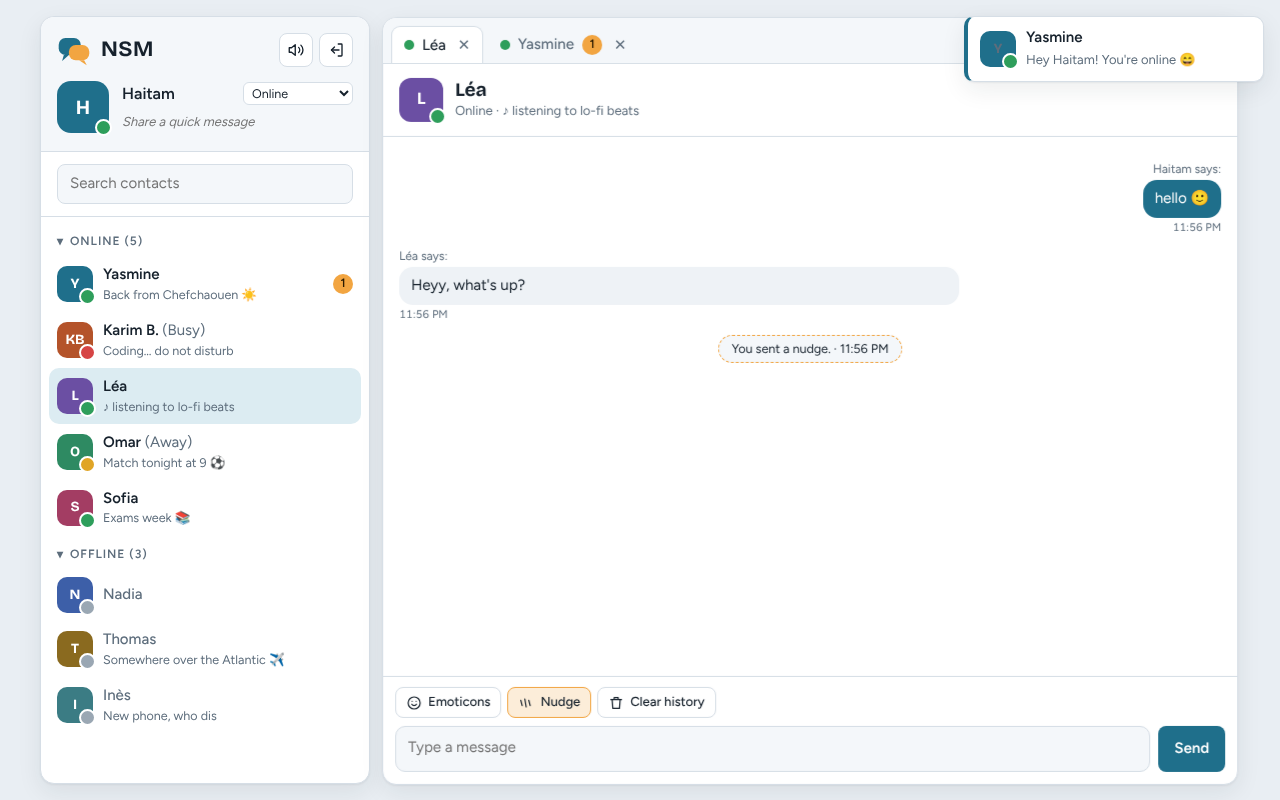 NSM
H
Haitam
Online
Share a quick message
Search contacts
▾ ONLINE (5)
Y
Yasmine
Back from Chefchaouen ☀️
1
KB
Karim B. (Busy)
Coding… do not disturb
L
Léa
♪ listening to lo-fi beats
O
Omar (Away)
Match tonight at 9 ⚽
S
Sofia
Exams week 📚
▾ OFFLINE (3)
N
Nadia
T
Thomas
Somewhere over the Atlantic ✈️
I
Inès
New phone, who dis
Léa ✕
Yasmine 1 ✕
Y
Yasmine
Hey Haitam! You're online 😄
L
Léa
Online · ♪ listening to lo-fi beats
Haitam says:
hello 🙂
11:56 PM
Léa says:
Heyy, what's up?
11:56 PM
You sent a nudge. · 11:56 PM
Emoticons
Nudge
Clear history
Type a message
Send